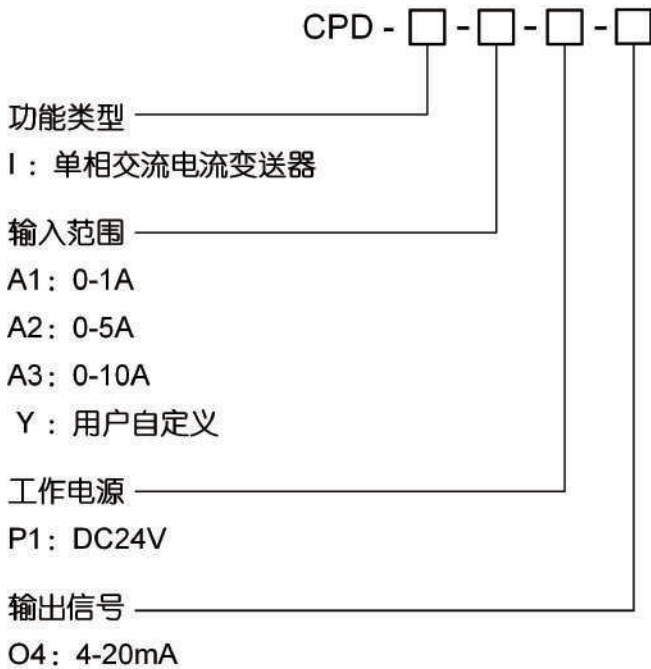 CPD - □ - □ - □ - □
功能类型
I：单相交流电流变送器
输入范围
A1：0-1A
A2：0-5A
A3：0-10A
Y：用户自定义
工作电源
P1：DC24V
输出信号
O4：4-20mA